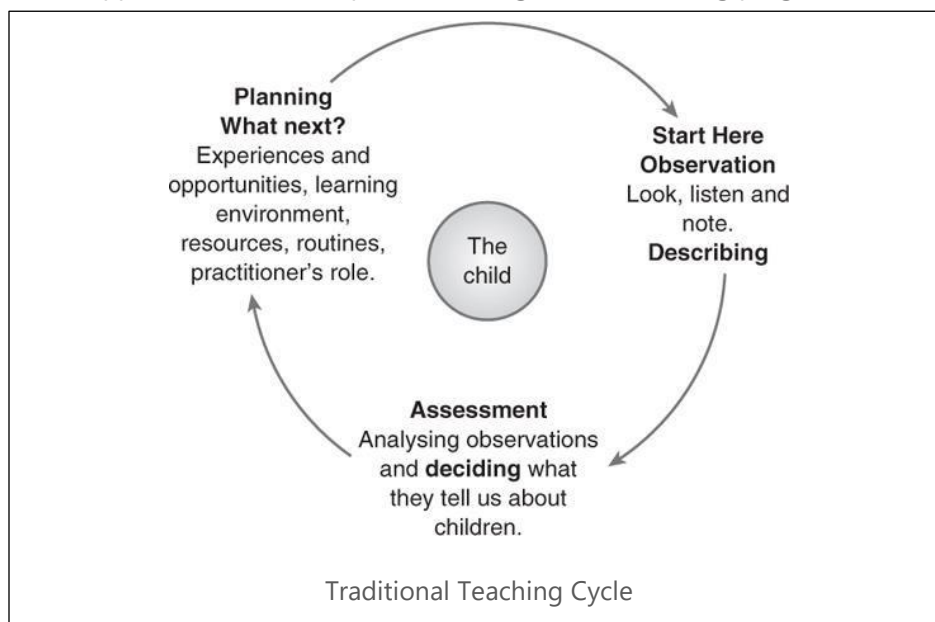 Planning
What next?
Experiences and
opportunities, learning
environment,
resources, routines,
practitioner's role.
Start Here
Observation
Look, listen and
note.
Describing
The
child
Assessment
Analysing observations
and deciding what
they tell us about
children.
Traditional Teaching Cycle